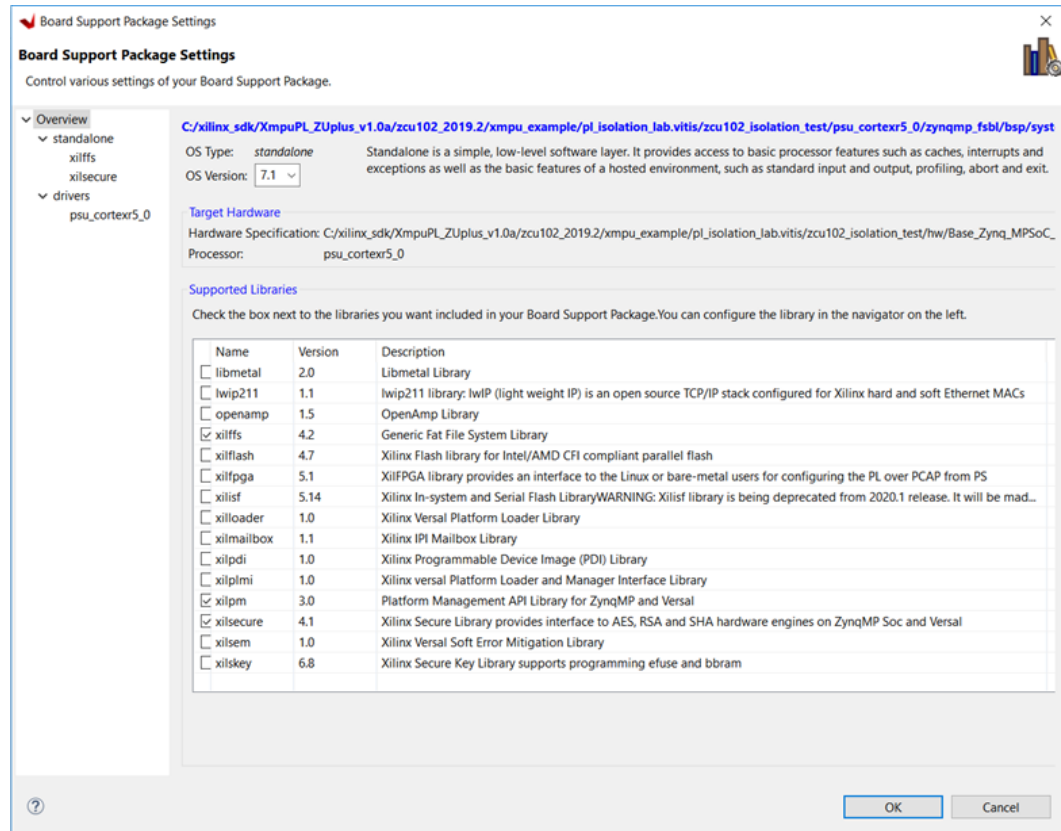 Board Support Package Settings
Board Support Package Settings
Control various settings of your Board Support Package.
Overview
standalone
xilffs
xilsecure
drivers
psu_cortexr5_0
C:/xilinx_sdk/XmpuPL_ZUplus_v1.0a/zcu102_2019.2/xmpu_example/pl_isolation_lab.vitis/zcu102_isolation_test/psu_cortexr5_0/zynqmp_fsbl/bsp/syst
OS Type: standalone Standalone is a simple, low-level software layer. It provides access to basic processor features such as caches, interrupts and
OS Version: 7.1 exceptions as well as the basic features of a hosted environment, such as standard input and output, profiling, abort and exit.
Target Hardware
Hardware Specification: C:/xilinx_sdk/XmpuPL_ZUplus_v1.0a/zcu102_2019.2/xmpu_example/pl_isolation_lab.vitis/zcu102_isolation_test/hw/Base_Zynq_MPSoC_
Processor: psu_cortexr5_0
Supported Libraries
Check the box next to the libraries you want included in your Board Support Package.You can configure the library in the navigator on the left.
Name Version Description
libmetal 2.0 Libmetal Library
lwip211 1.1 lwip211 library: lwIP (light weight IP) is an open source TCP/IP stack configured for Xilinx hard and soft Ethernet MACs
openamp 1.5 OpenAmp Library
xilffs 4.2 Generic Fat File System Library
xilflash 4.7 Xilinx Flash library for Intel/AMD CFI compliant parallel flash
xilfpga 5.1 XilFPGA library provides an interface to the Linux or bare-metal users for configuring the PL over PCAP from PS
xilisf 5.14 Xilinx In-system and Serial Flash LibraryWARNING: Xilisf library is being deprecated from 2020.1 release. It will be mad...
xilloader 1.0 Xilinx Versal Platform Loader Library
xilmailbox 1.1 Xilinx IPI Mailbox Library
xilpdi 1.0 Xilinx Programmable Device Image (PDI) Library
xilplmi 1.0 Xilinx versal Platform Loader and Manager Interface Library
xilpm 3.0 Platform Management API Library for ZynqMP and Versal
xilsecure 4.1 Xilinx Secure Library provides interface to AES, RSA and SHA hardware engines on ZynqMP Soc and Versal
xilsem 1.0 Xilinx Versal Soft Error Mitigation Library
xilskey 6.8 Xilinx Secure Key Library supports programming efuse and bbram
?
OK Cancel